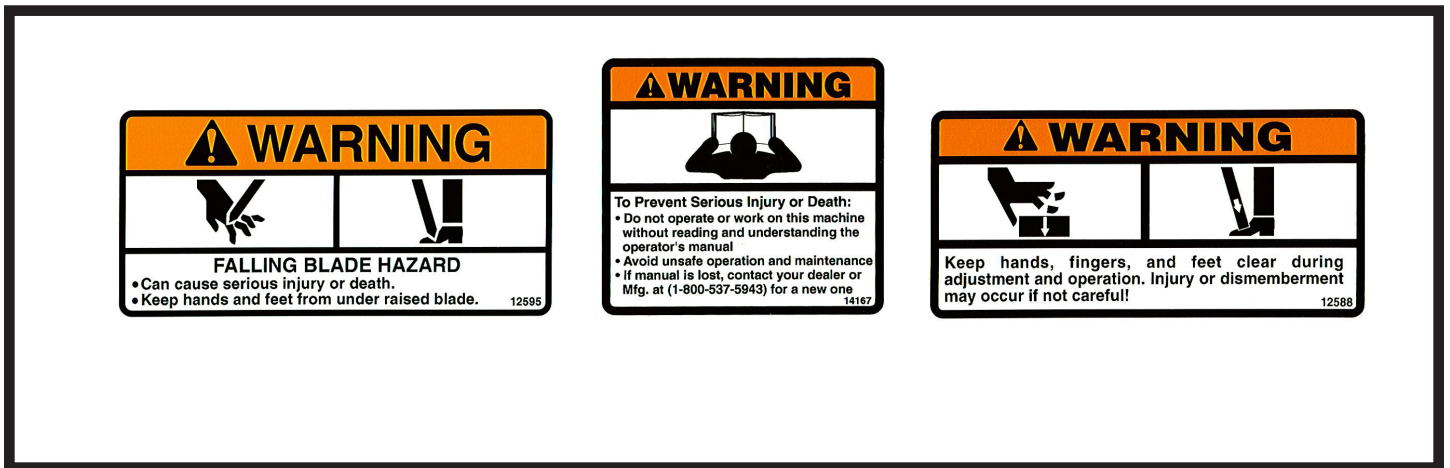 WARNING
FALLING BLADE HAZARD
• Can cause serious injury or death.
• Keep hands and feet from under raised blade.
12595
WARNING
To Prevent Serious Injury or Death:
• Do not operate or work on this machine
without reading and understanding the
operator's manual
• Avoid unsafe operation and maintenance
• If manual is lost, contact your dealer or
Mfg. at (1-800-537-5943) for a new one
14167
WARNING
Keep hands, fingers, and feet clear during
adjustment and operation. Injury or dismemberment
may occur if not careful!
12588